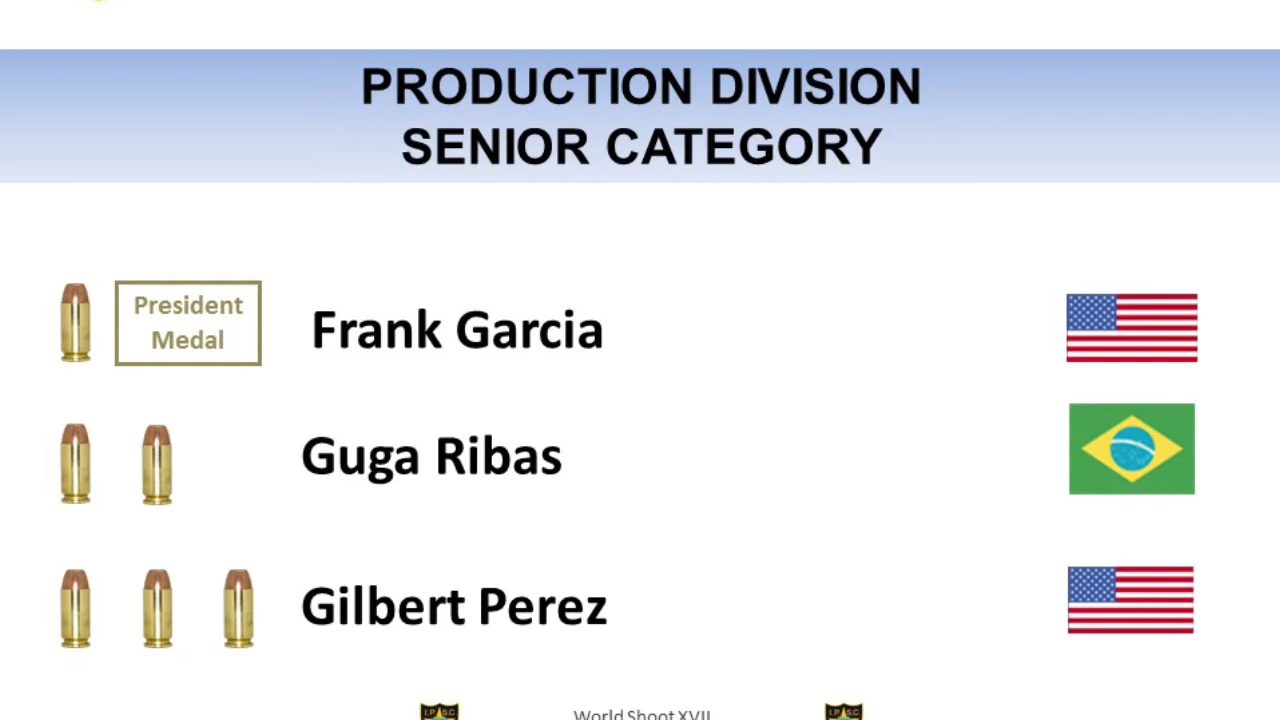 PRODUCTION DIVISION
SENIOR CATEGORY
President
Medal
Frank Garcia
Guga Ribas
Gilbert Perez
I.P. S.C.
World Shoot XVII
I.P. S.C.